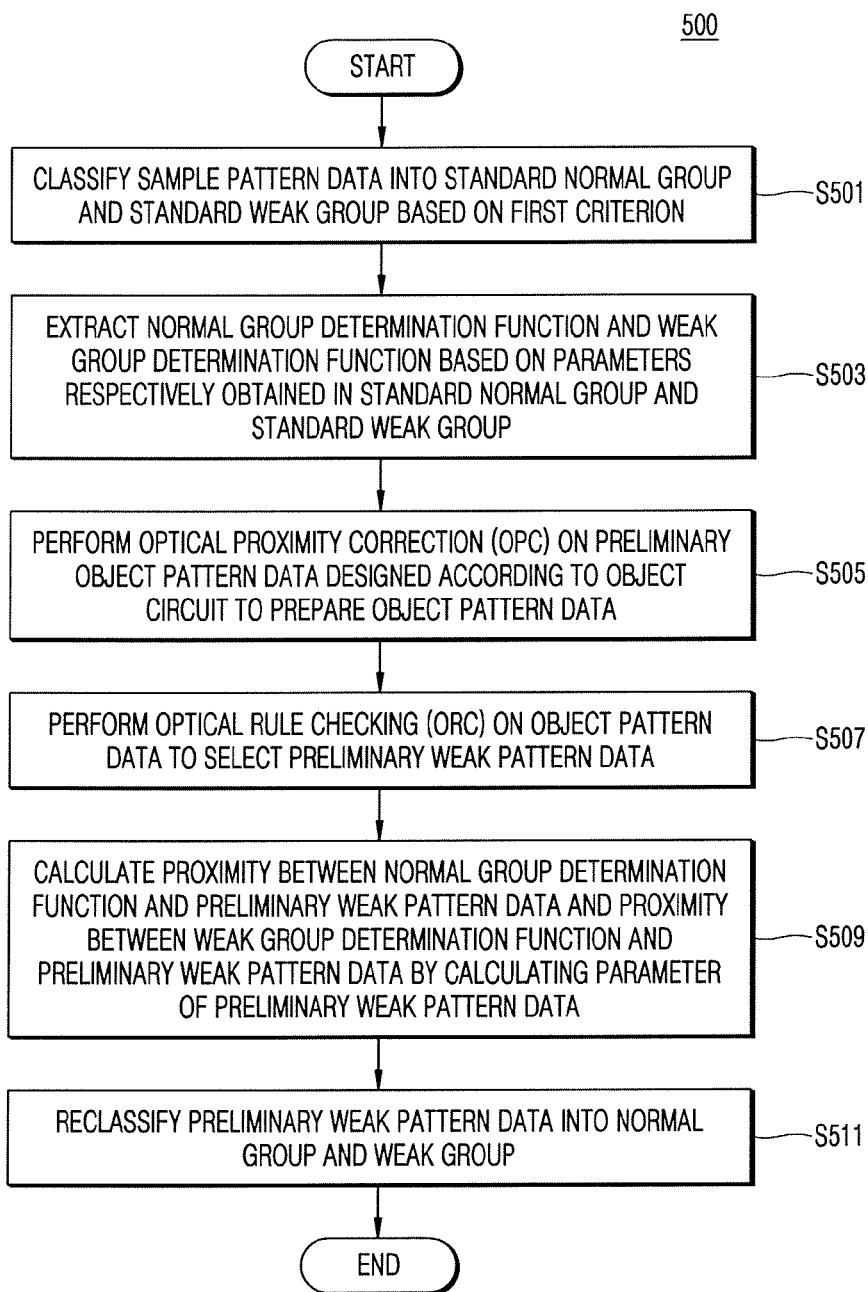 500
START
CLASSIFY SAMPLE PATTERN DATA INTO STANDARD NORMAL GROUP
AND STANDARD WEAK GROUP BASED ON FIRST CRITERION
S501
EXTRACT NORMAL GROUP DETERMINATION FUNCTION AND WEAK
GROUP DETERMINATION FUNCTION BASED ON PARAMETERS
RESPECTIVELY OBTAINED IN STANDARD NORMAL GROUP AND
STANDARD WEAK GROUP
S503
PERFORM OPTICAL PROXIMITY CORRECTION (OPC) ON PRELIMINARY
OBJECT PATTERN DATA DESIGNED ACCORDING TO OBJECT
CIRCUIT TO PREPARE OBJECT PATTERN DATA
S505
PERFORM OPTICAL RULE CHECKING (ORC) ON OBJECT PATTERN
DATA TO SELECT PRELIMINARY WEAK PATTERN DATA
S507
CALCULATE PROXIMITY BETWEEN NORMAL GROUP DETERMINATION
FUNCTION AND PRELIMINARY WEAK PATTERN DATA AND PROXIMITY
BETWEEN WEAK GROUP DETERMINATION FUNCTION AND
PRELIMINARY WEAK PATTERN DATA BY CALCULATING PARAMETER
OF PRELIMINARY WEAK PATTERN DATA
S509
RECLASSIFY PRELIMINARY WEAK PATTERN DATA INTO NORMAL
GROUP AND WEAK GROUP
S511
END